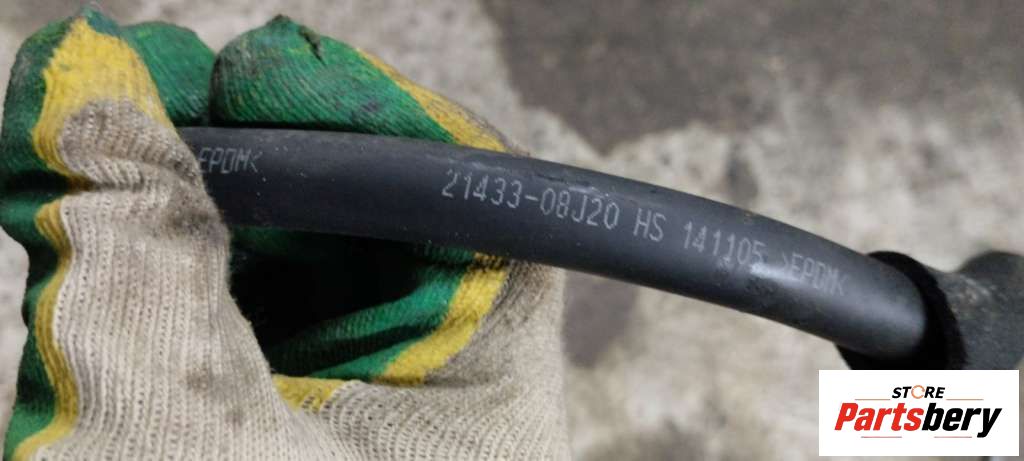 >EPDM<
21433-08J20 HS 141105 >EPDM<
STORE
Partsbery